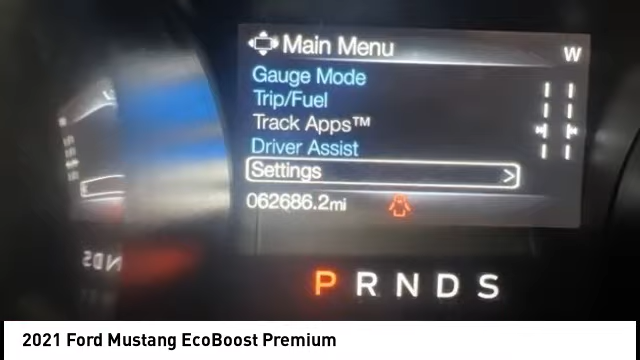 Main Menu
W
Gauge Mode
Trip/Fuel
Track Apps™
Driver Assist
Settings >
062686.2mi
P R N D S
2021 Ford Mustang EcoBoost Premium